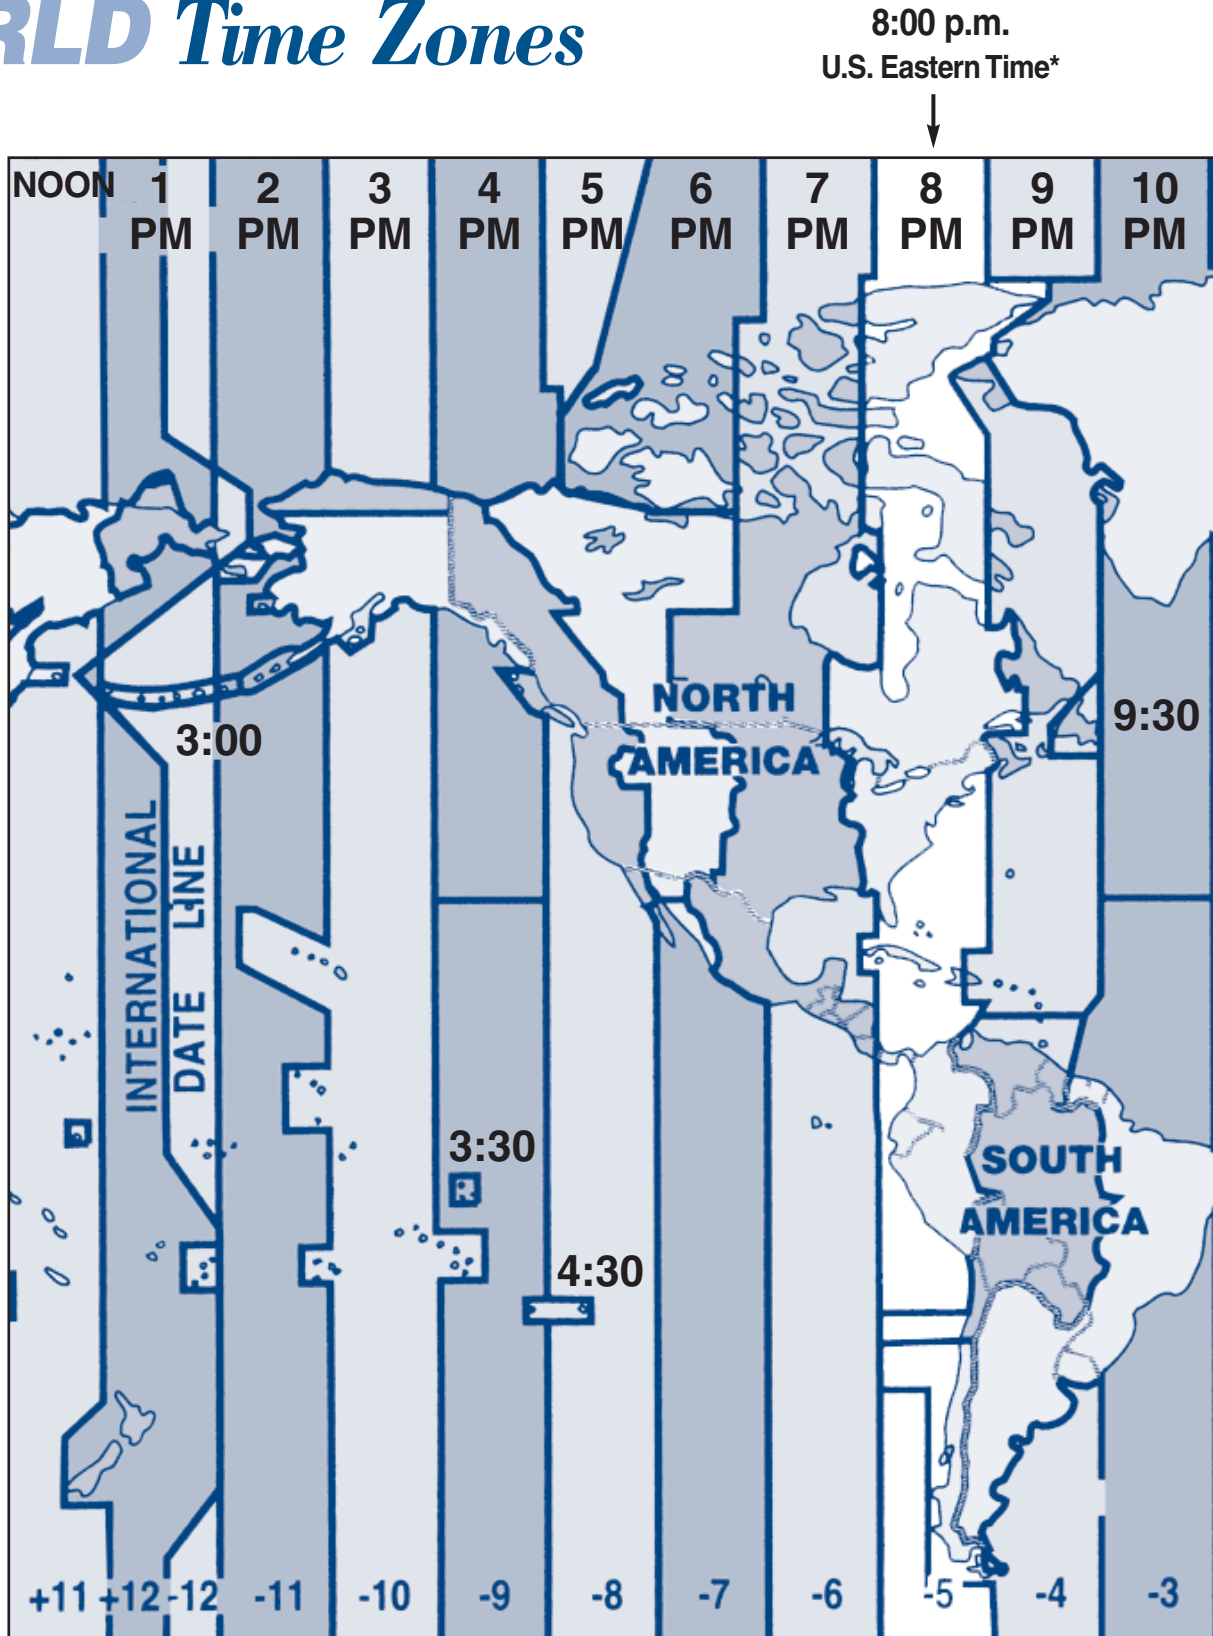 RLD Time Zones
8:00 p.m.
U.S. Eastern Time*
NOON 1 PM 2 PM 3 PM 4 PM 5 PM 6 PM 7 PM 8 PM 9 PM 10 PM
NORTH
AMERICA
9:30
3:00
INTERNATIONAL
DATE LINE
3:30
SOUTH
AMERICA
4:30
+11 +12 -12 -11 -10 -9 -8 -7 -6 -5 -4 -3